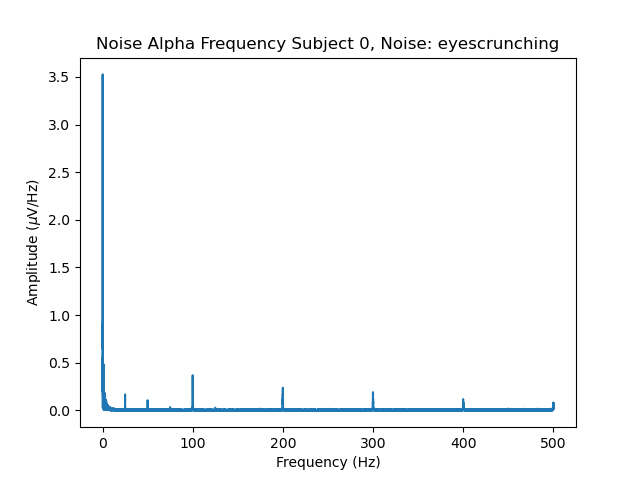 Noise Alpha Frequency Subject 0, Noise: eyescrunching
3.5
3.0
2.5
2.0
1.5
1.0
0.5
0.0
Amplitude (μV/Hz)
0 100 200 300 400 500
Frequency (Hz)